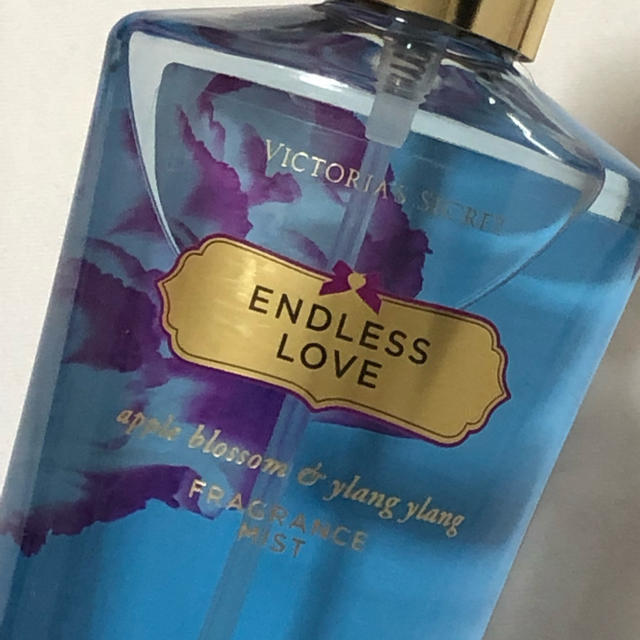 VICTORIA'S SECRET
ENDLESS
LOVE
apple blossom & ylang ylang
FRAGRANCE
MIST